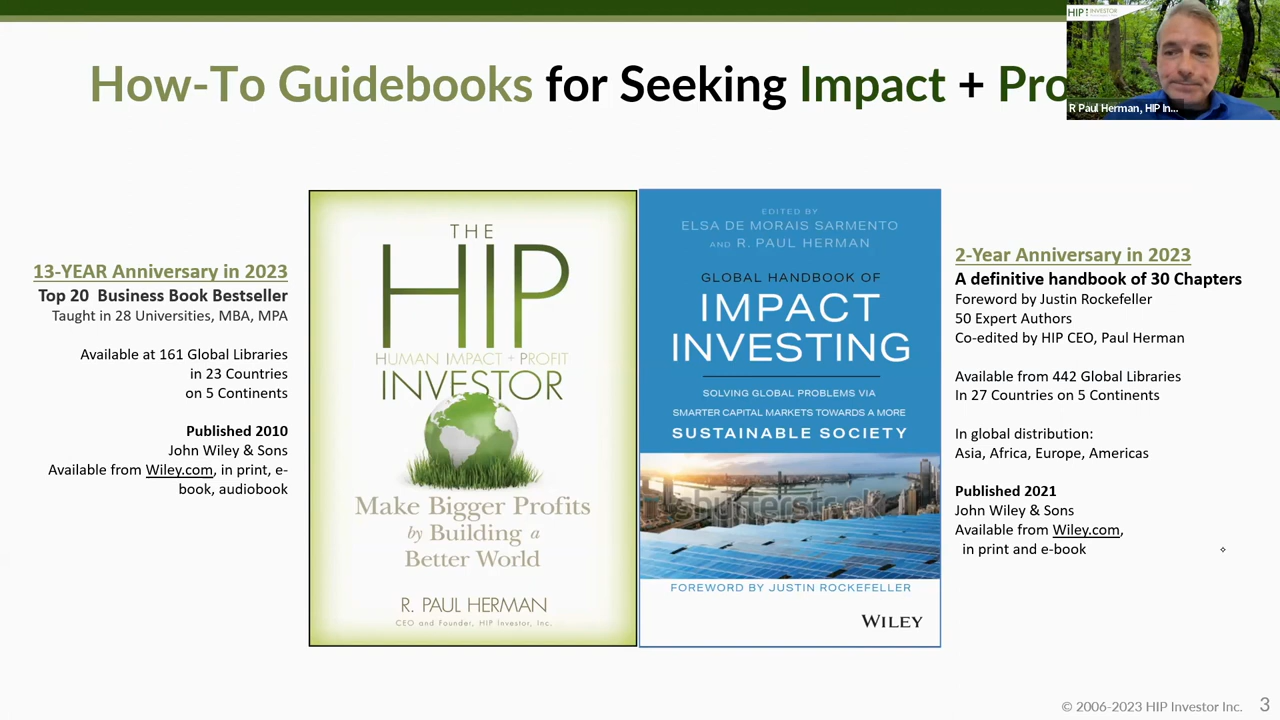 How-To Guidebooks for Seeking Impact + Pro
HIP INVESTOR
R Paul Herman, HIP In...
13-YEAR Anniversary in 2023
Top 20 Business Book Bestseller
Taught in 28 Universities, MBA, MPA
Available at 161 Global Libraries
in 23 Countries
on 5 Continents
Published 2010
John Wiley & Sons
Available from Wiley.com, in print, e-
book, audiobook
THE
HIP
HUMAN IMPACT + PROFIT
INVESTOR
Make Bigger Profits
by Building a
Better World
R. PAUL HERMAN
CEO and Founder, HIP Investor, Inc.
EDITED BY
ELSA DE MORAIS SARMENTO
AND R. PAUL HERMAN
GLOBAL HANDBOOK OF
IMPACT
INVESTING
SOLVING GLOBAL PROBLEMS VIA
SMARTER CAPITAL MARKETS TOWARDS A MORE
SUSTAINABLE SOCIETY
shutterstock
FOREWORD BY JUSTIN ROCKEFELLER
WILEY
2-Year Anniversary in 2023
A definitive handbook of 30 Chapters
Foreword by Justin Rockefeller
50 Expert Authors
Co-edited by HIP CEO, Paul Herman
Available from 442 Global Libraries
In 27 Countries on 5 Continents
In global distribution:
Asia, Africa, Europe, Americas
Published 2021
John Wiley & Sons
Available from Wiley.com,
in print and e-book
© 2006-2023 HIP Investor Inc. 3